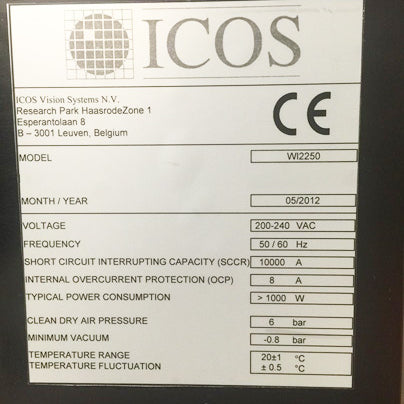 ICOS
ICOS Vision Systems N.V.
Research Park HaasrodeZone 1
Esperantolaan 8
B – 3001 Leuven, Belgium
CE
MODEL WI2250
MONTH / YEAR 05/2012
VOLTAGE 200-240 VAC
FREQUENCY 50 / 60 Hz
SHORT CIRCUIT INTERRUPTING CAPACITY (SCCR) 10000 A
INTERNAL OVERCURRENT PROTECTION (OCP) 8 A
TYPICAL POWER CONSUMPTION > 1000 W
CLEAN DRY AIR PRESSURE 6 bar
MINIMUM VACUUM -0.8 bar
TEMPERATURE RANGE 20±1 °C
TEMPERATURE FLUCTUATION ± 0.5 °C